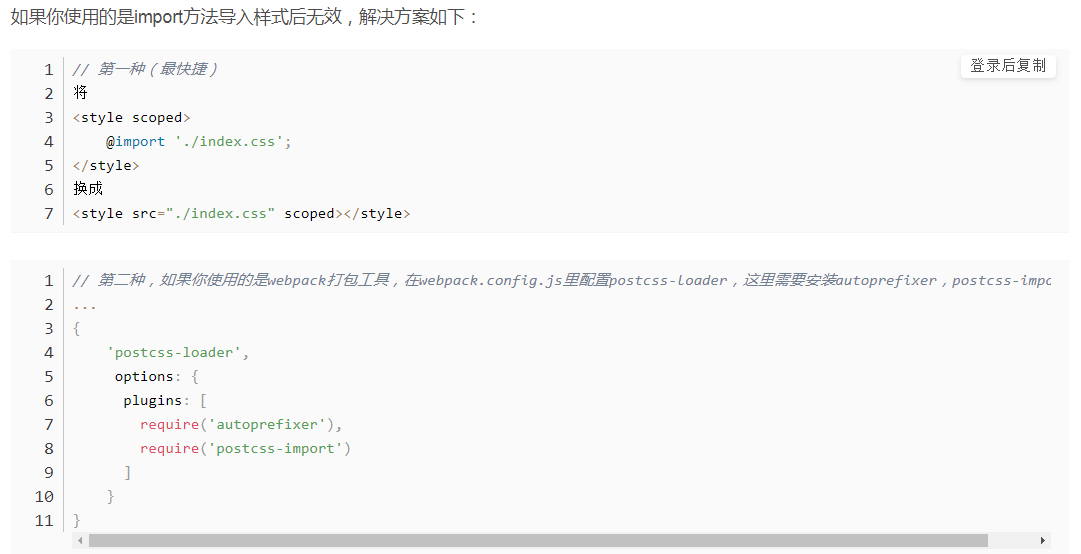 如果你使用的是import方法导入样式后无效，解决方案如下：
登录后复制
1 // 第一种（最快捷）
2 将
3 <style scoped>
4     @import './index.css';
5 </style>
6 换成
7 <style src="./index.css" scoped></style>
1 // 第二种，如果你使用的是webpack打包工具，在webpack.config.js里配置postcss-loader，这里需要安装autoprefixer，postcss-impo
2 ...
3 {
4     'postcss-loader',
5      options: {
6       plugins: [
7         require('autoprefixer'),
8         require('postcss-import')
9       ]
10     }
11 }